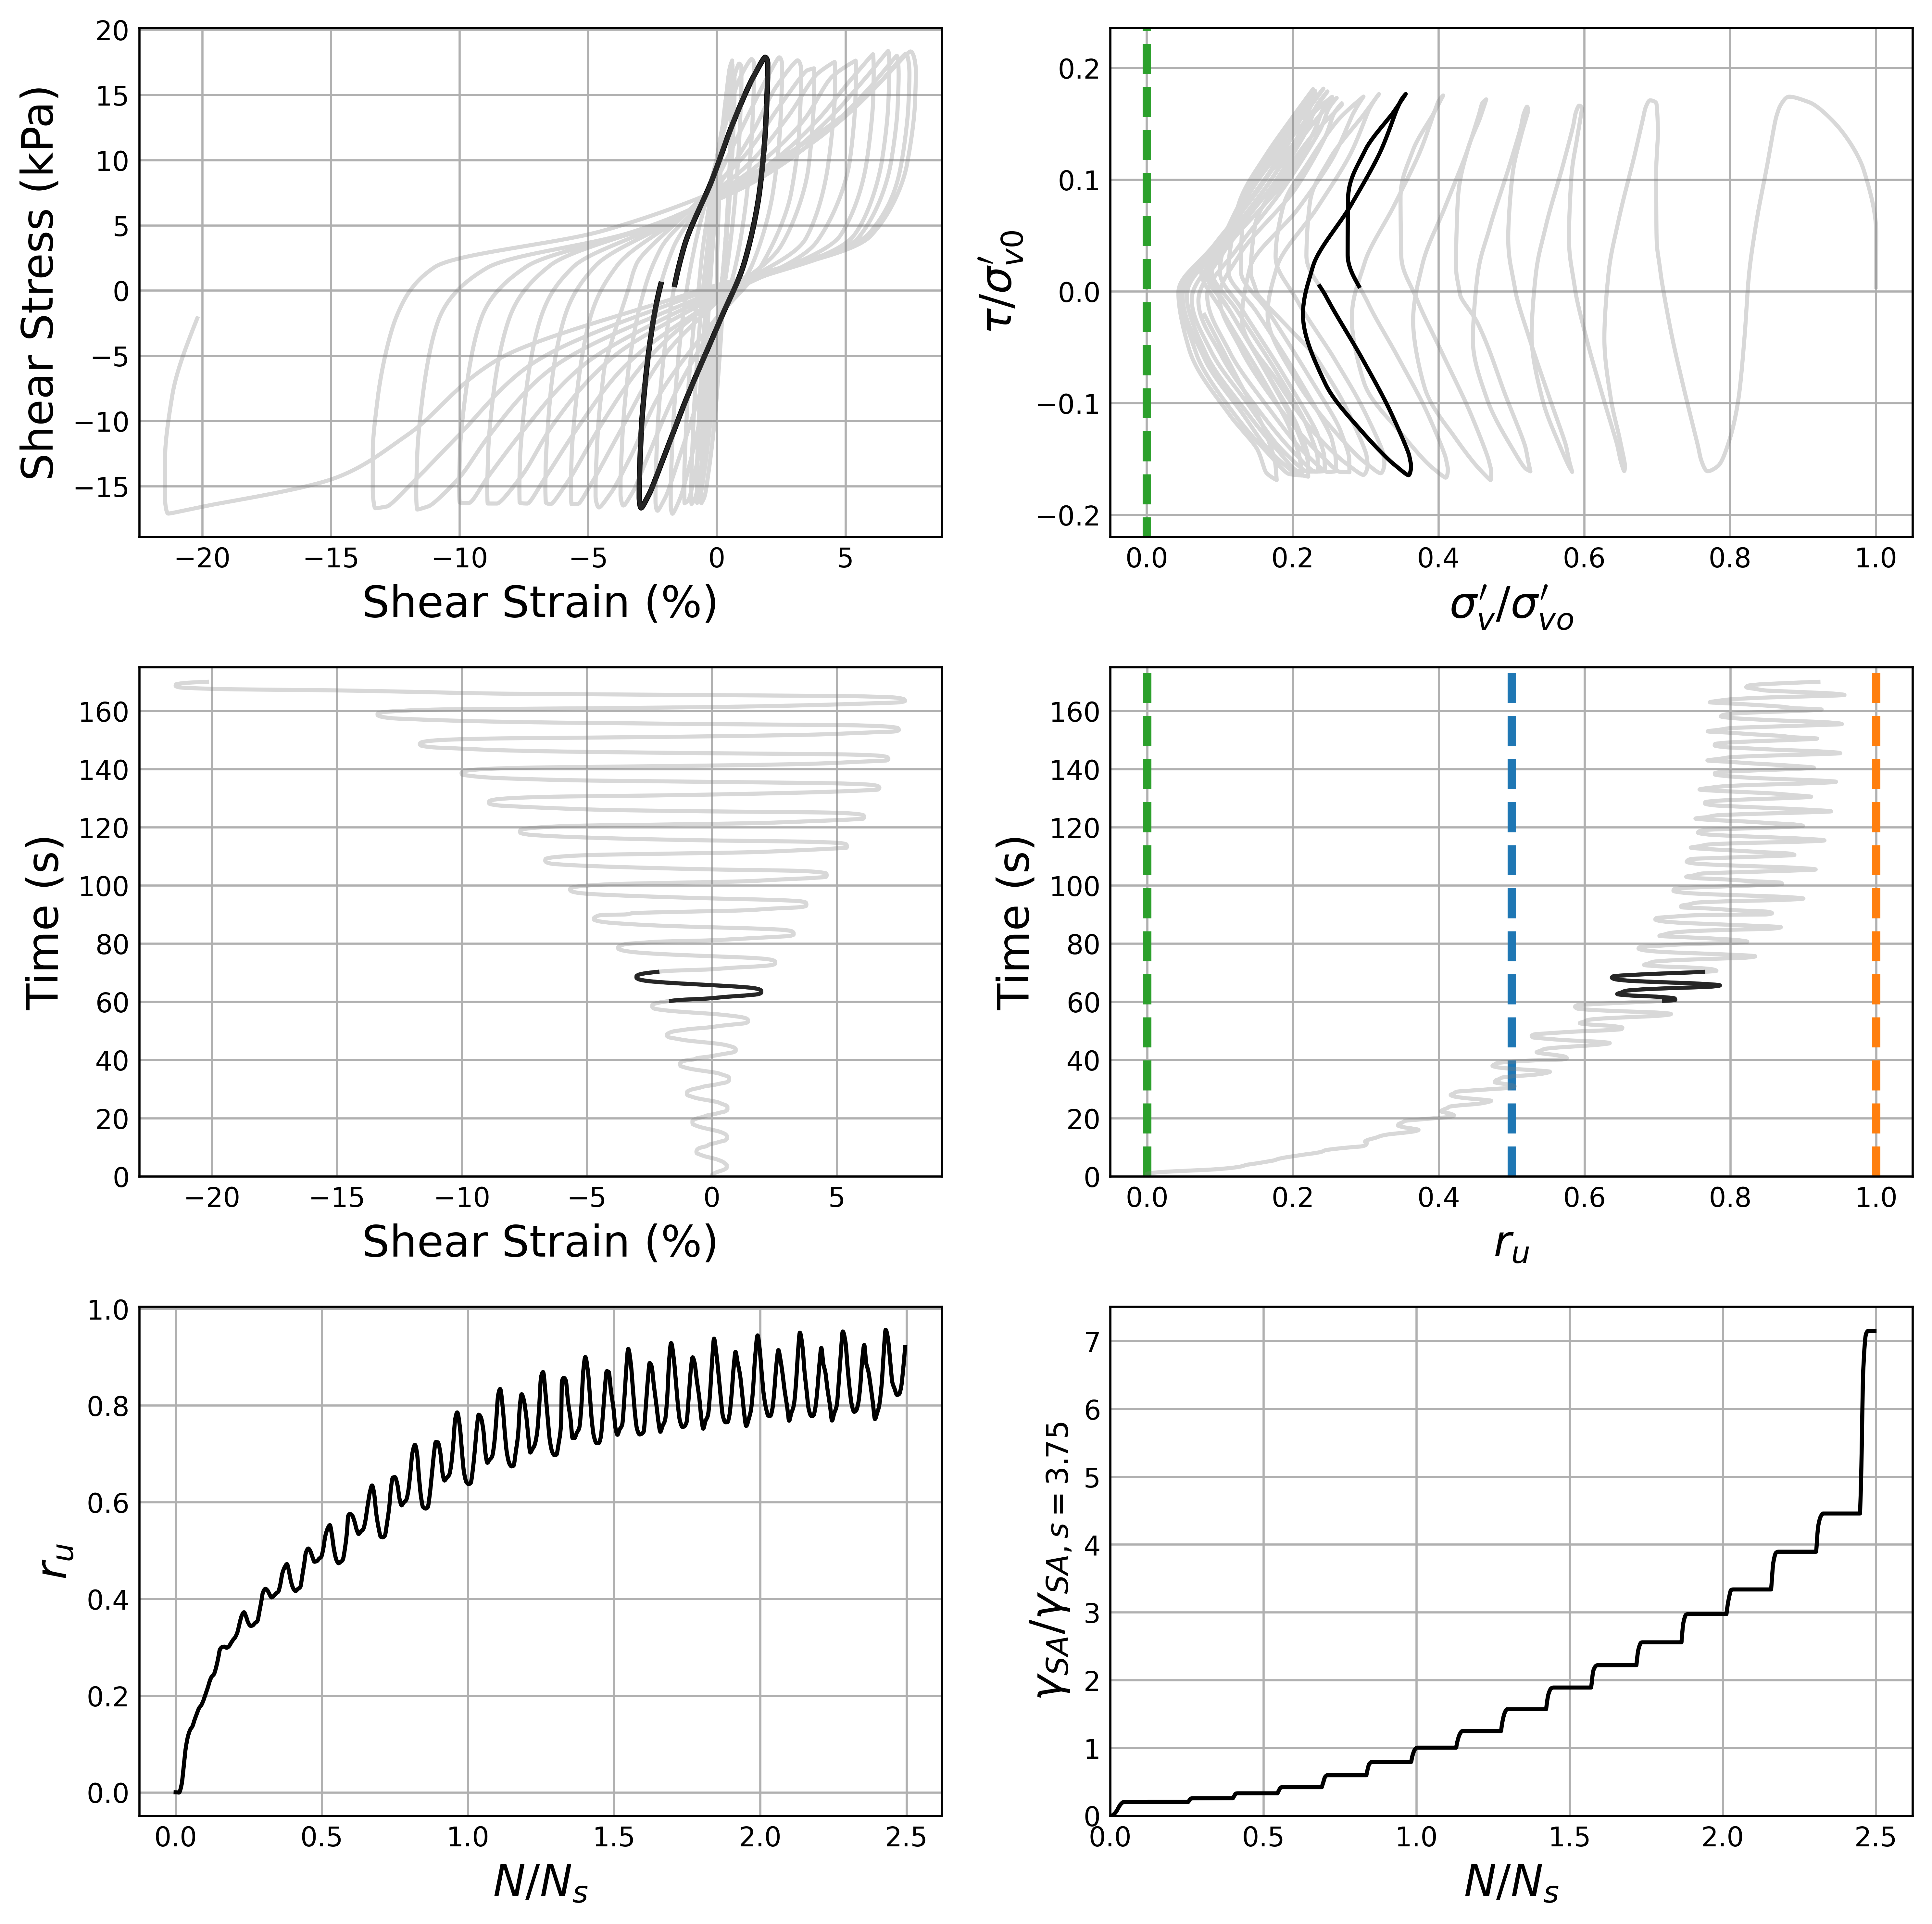 20
15
10
5
0
−5
−10
−15
Shear Stress (kPa)
−20 −15 −10 −5 0 5
Shear Strain (%)
0.2
0.1
0.0
−0.1
−0.2
τ/σ′v0
0.0 0.2 0.4 0.6 0.8 1.0
σ′v/σ′vo
160
140
120
100
80
60
40
20
0
Time (s)
−20 −15 −10 −5 0 5
Shear Strain (%)
160
140
120
100
80
60
40
20
0
Time (s)
0.0 0.2 0.4 0.6 0.8 1.0
ru
1.0
0.8
0.6
0.4
0.2
0.0
ru
0.0 0.5 1.0 1.5 2.0 2.5
N/Ns
7
6
5
4
3
2
1
0
γSA/γSA, s = 3.75
0.0 0.5 1.0 1.5 2.0 2.5
N/Ns